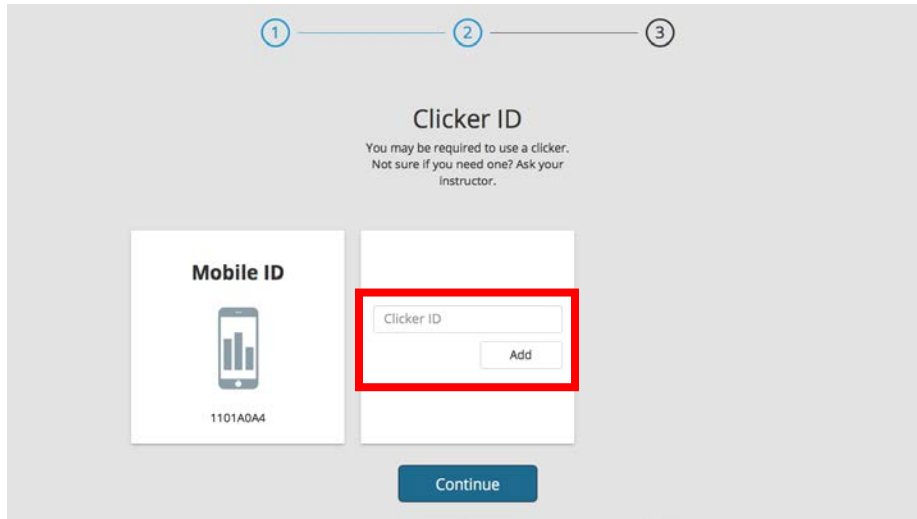 1
2
3
Clicker ID
You may be required to use a clicker.
Not sure if you need one? Ask your
instructor.
Mobile ID
1101A0A4
Clicker ID
Add
Continue